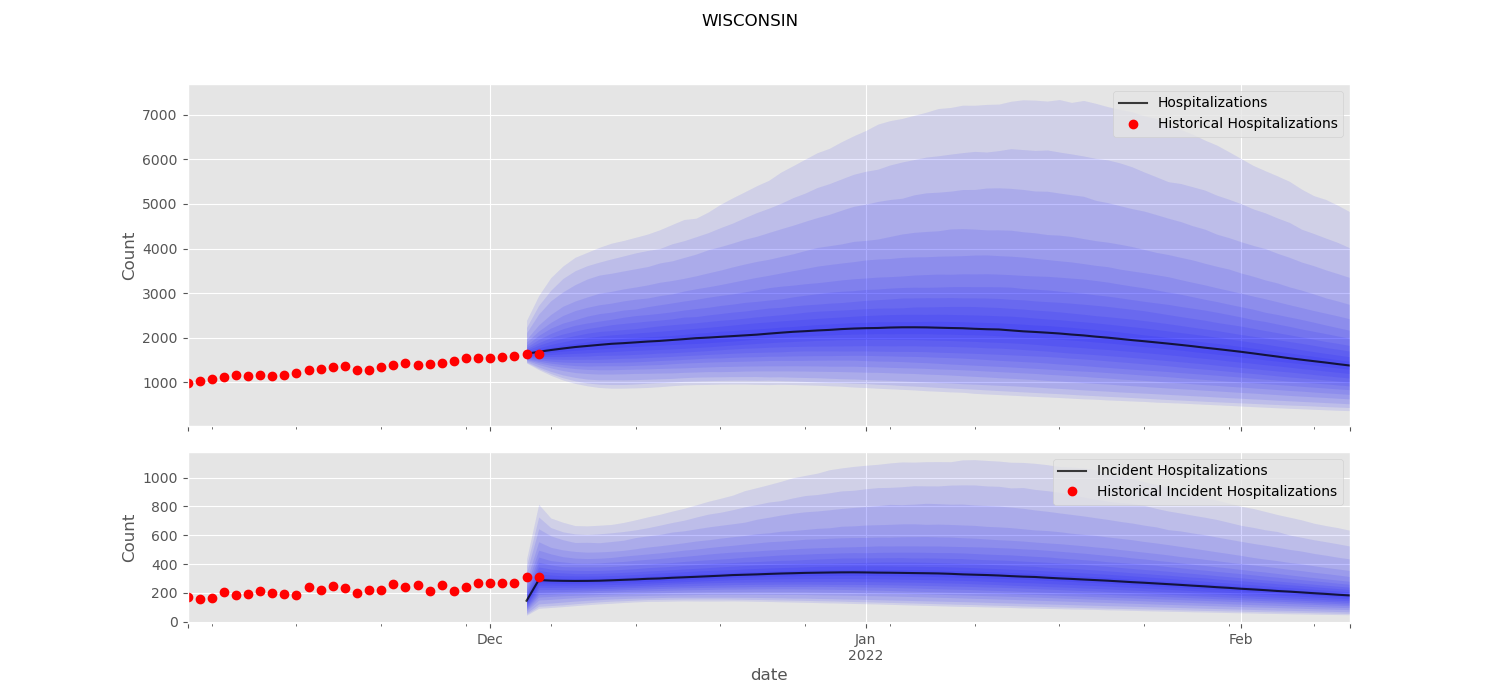 WISCONSIN
Count
7000
6000
5000
4000
3000
2000
1000
Hospitalizations
Historical Hospitalizations
Count
1000
800
600
400
200
0
Incident Hospitalizations
Historical Incident Hospitalizations
Dec
Jan
2022
Feb
date